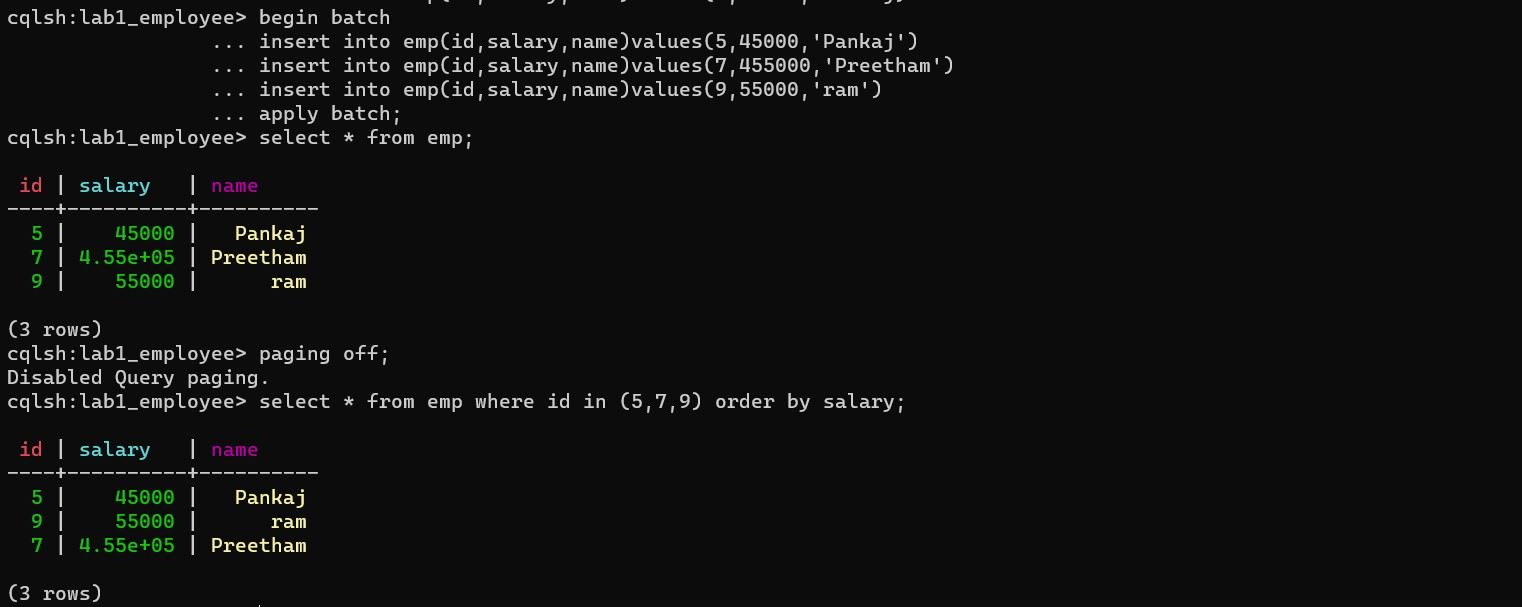 cqlsh:lab1_employee> begin batch
                 ... insert into emp(id,salary,name)values(5,45000,'Pankaj')
                 ... insert into emp(id,salary,name)values(7,455000,'Preetham')
                 ... insert into emp(id,salary,name)values(9,55000,'ram')
                 ... apply batch;
cqlsh:lab1_employee> select * from emp;
 id | salary   | name
----+----------+----------
  5 |    45000 |   Pankaj
  7 | 4.55e+05 | Preetham
  9 |    55000 |      ram
(3 rows)
cqlsh:lab1_employee> paging off;
Disabled Query paging.
cqlsh:lab1_employee> select * from emp where id in (5,7,9) order by salary;
 id | salary   | name
----+----------+----------
  5 |    45000 |   Pankaj
  9 |    55000 |      ram
  7 | 4.55e+05 | Preetham
(3 rows)